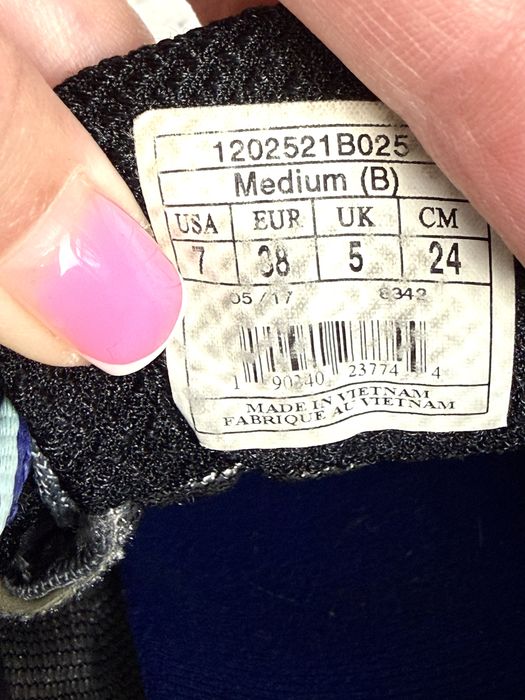 1202521B025
Medium (B)
USA EUR UK CM
7 38 5 24
05/17 8342
1 90340 23774 4
MADE IN VIETNAM
FABRIQUE AU VIETNAM